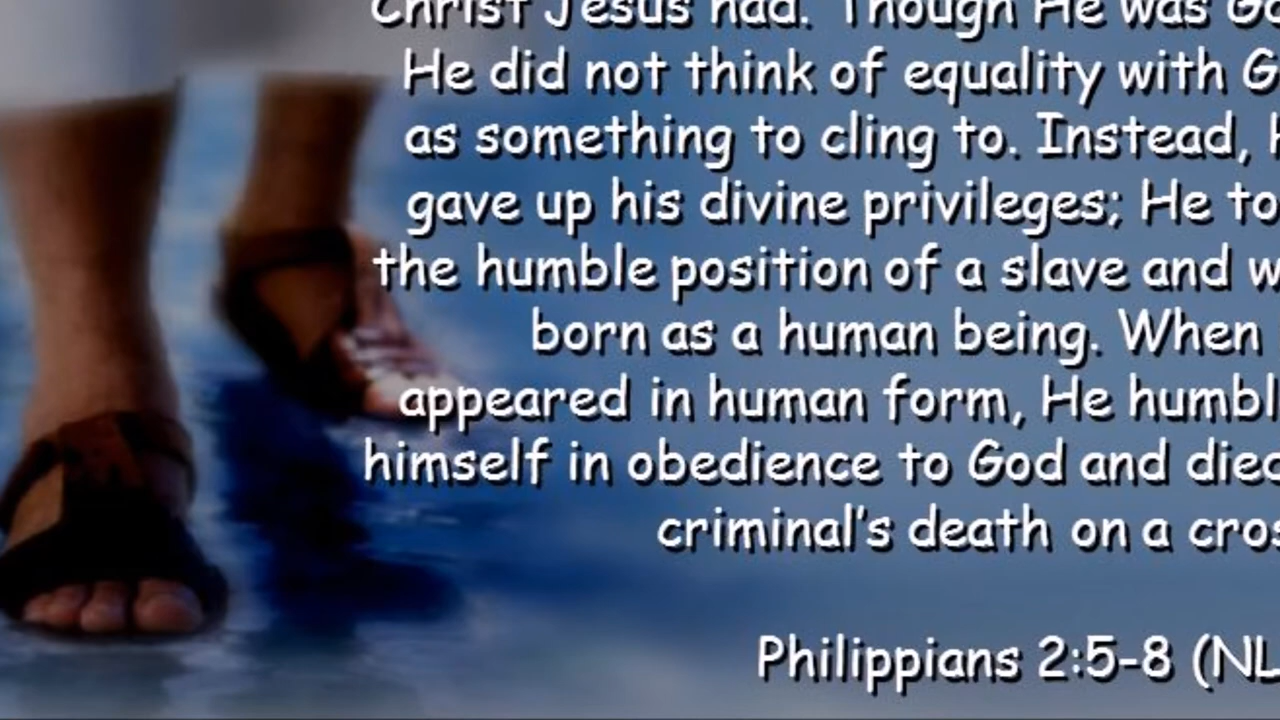 Christ Jesus had. Though He was Go
He did not think of equality with G
as something to cling to. Instead, h
gave up his divine privileges; He to
the humble position of a slave and w
born as a human being. When
appeared in human form, He humbl
himself in obedience to God and died
criminal's death on a cros
Philippians 2:5-8 (NL